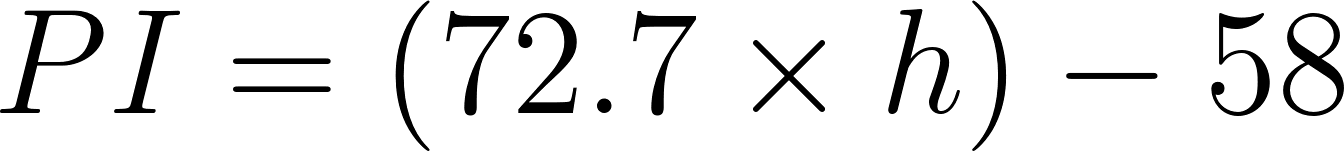 PI = (72.7 × h) − 58